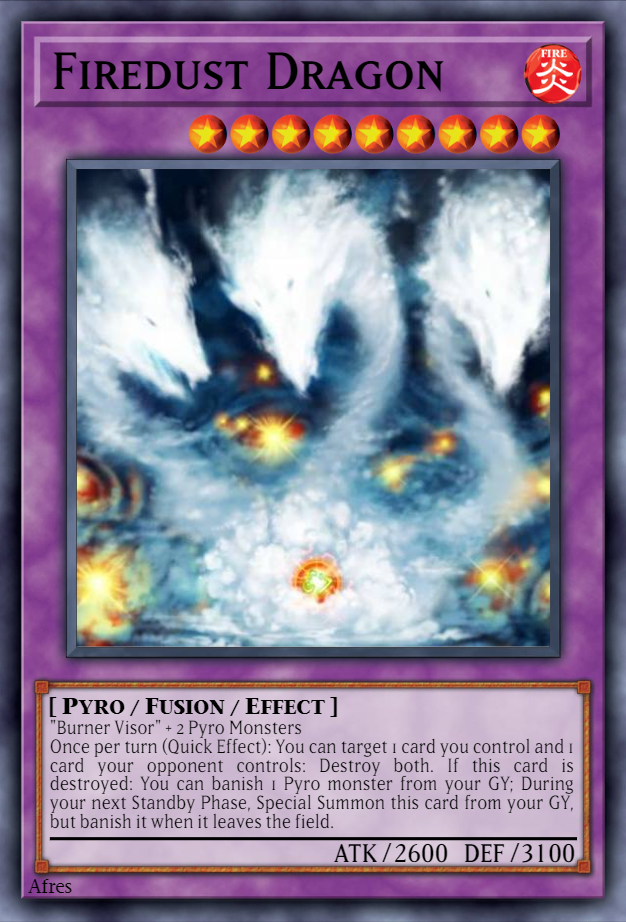 Firedust Dragon
FIRE
炎
[ Pyro / Fusion / Effect ]
"Burner Visor" + 2 Pyro Monsters
Once per turn (Quick Effect): You can target 1 card you control and 1
card your opponent controls: Destroy both. If this card is
destroyed: You can banish 1 Pyro monster from your GY; During
your next Standby Phase, Special Summon this card from your GY,
but banish it when it leaves the field.
ATK/2600 DEF/3100
Afres